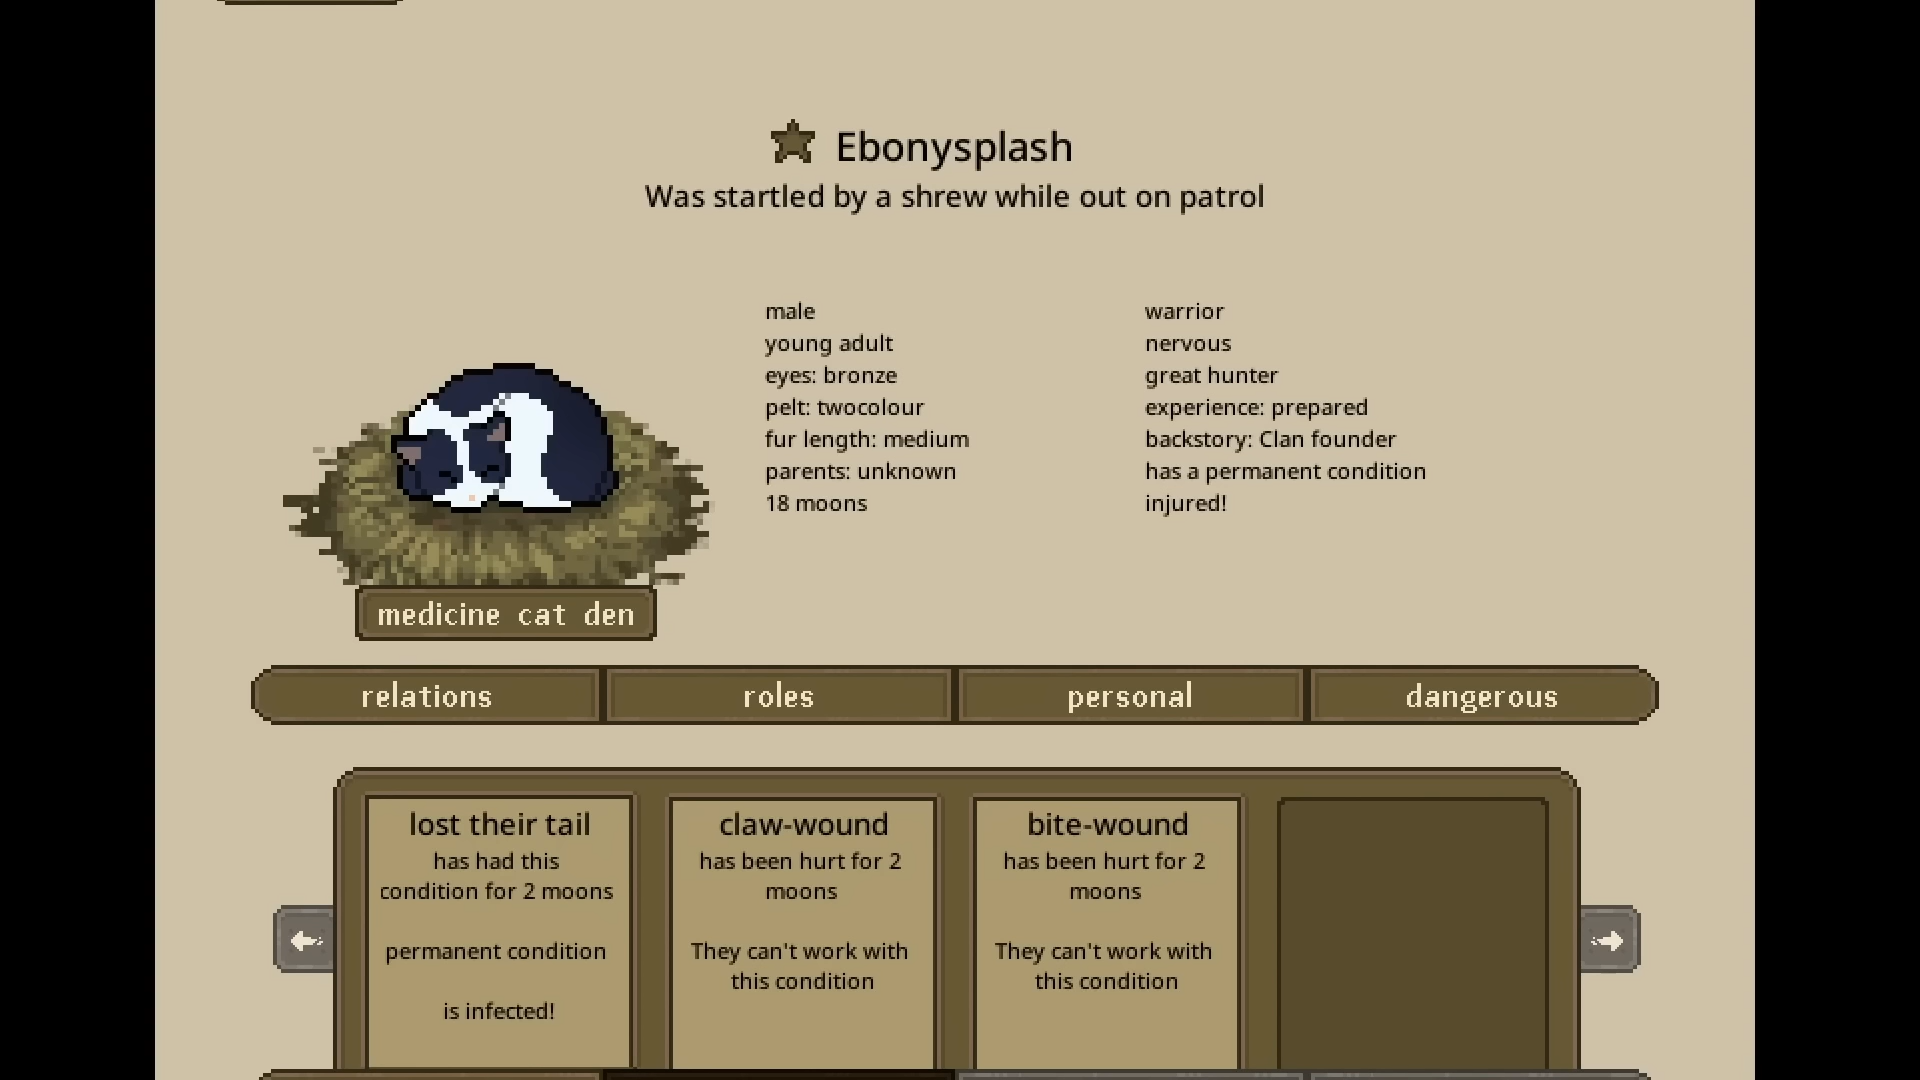 Ebonysplash
Was startled by a shrew while out on patrol
male
young adult
eyes: bronze
pelt: twocolour
fur length: medium
parents: unknown
18 moons
warrior
nervous
great hunter
experience: prepared
backstory: Clan founder
has a permanent condition
injured!
medicine cat den
relations
roles
personal
dangerous
lost their tail
has had this
condition for 2 moons
permanent condition
is infected!
claw-wound
has been hurt for 2
moons
They can't work with
this condition
bite-wound
has been hurt for 2
moons
They can't work with
this condition